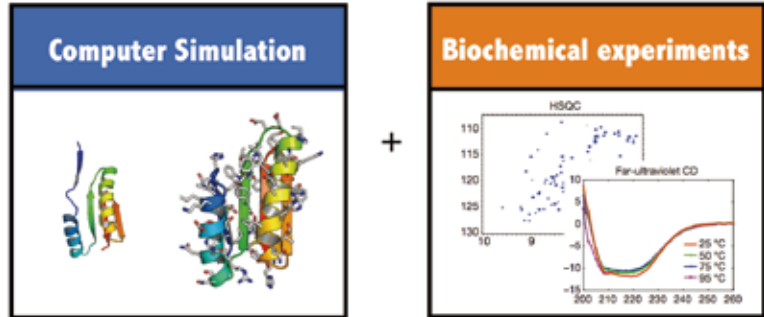 Computer Simulation
+
Biochemical experiments
HSQC
110
115
120
125
130
10
9
Far-ultraviolet CD
10
5
0
-5
-10
-15
25 °C
50 °C
75 °C
95 °C
200 210 220 230 240 250 260